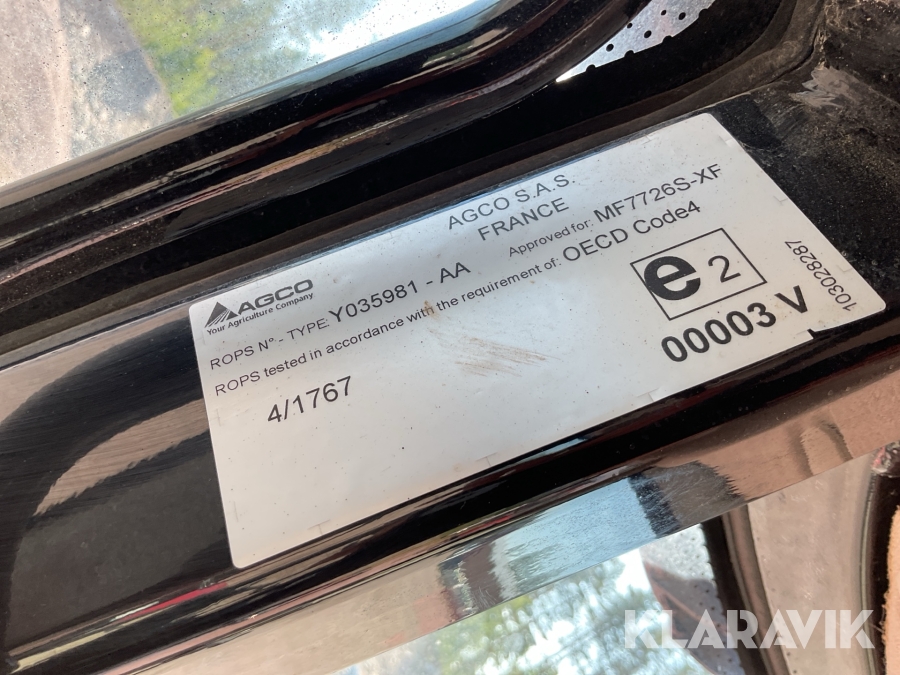 AGCO S.A.S.
FRANCE
AGCO
Your Agriculture Company
ROPS N° - TYPE: Y035981 - AA Approved for: MF7726S-XF
ROPS tested in accordance with the requirement of: OECD Code4
4/1767
e 2
00003 V
103028287
KLARAVIK